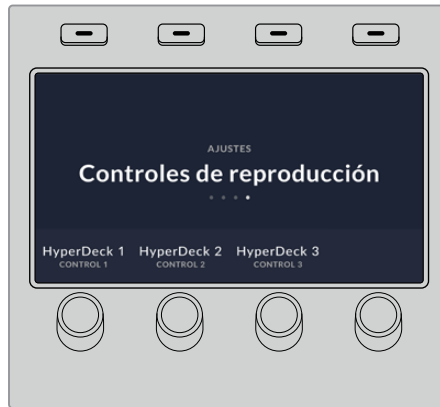 AJUSTES
Controles de reproducción
HyperDeck 1 HyperDeck 2 HyperDeck 3
CONTROL 1 CONTROL 2 CONTROL 3